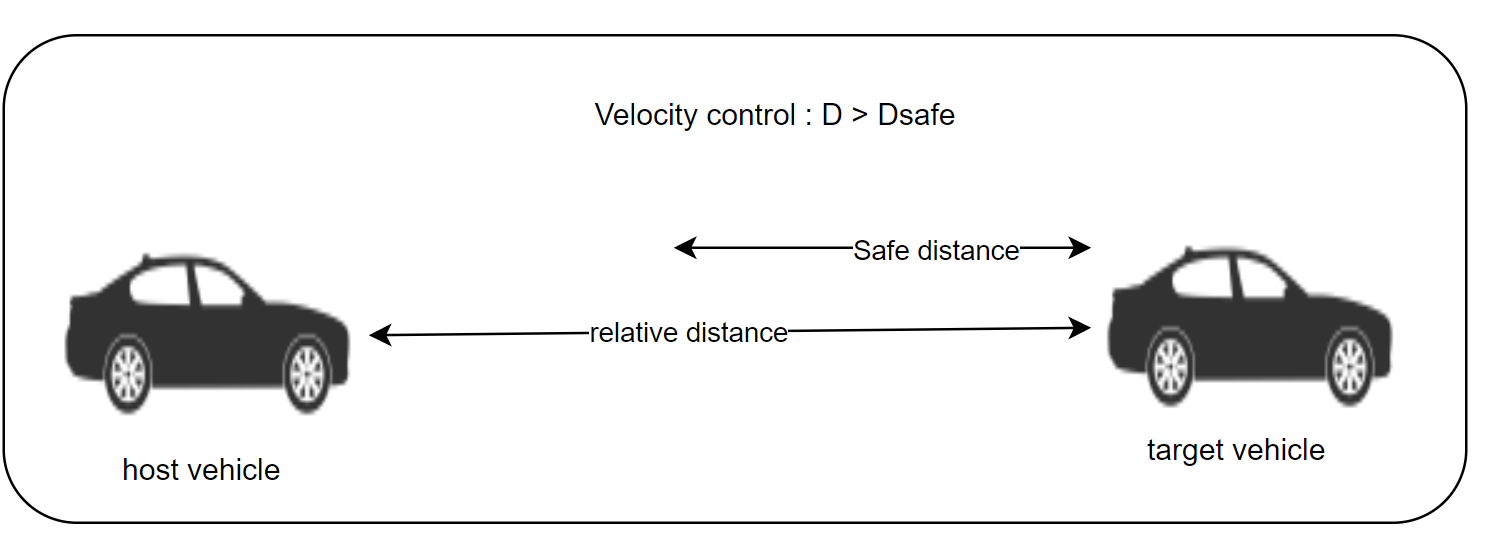 Velocity control : D > Dsafe
Safe distance
relative distance
host vehicle
target vehicle